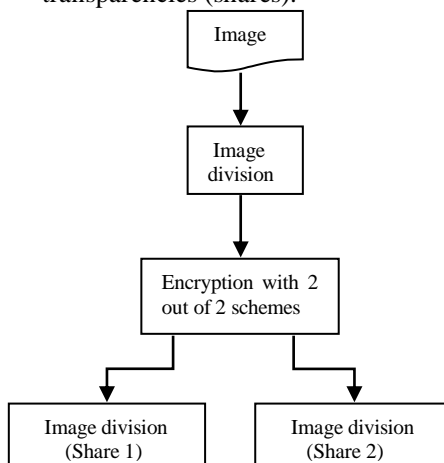 transparencies (shares).
Image
Image
division
Encryption with 2
out of 2 schemes
Image division
(Share 1)
Image division
(Share 2)